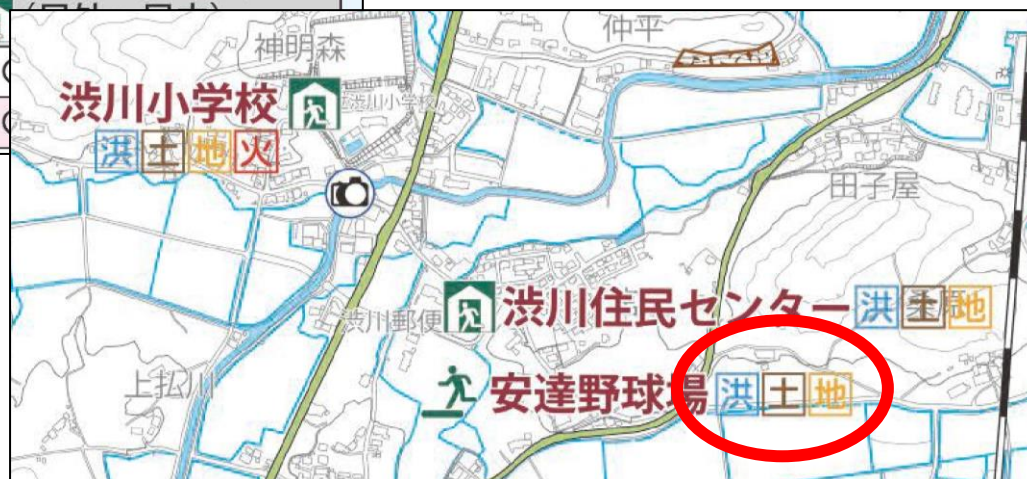 神明森
仲平
渋川小学校
洪 土 地 火
田子屋
渋川住民センター 洪 土 地
渋川郵便
上払川
安達野球場 洪 土 地